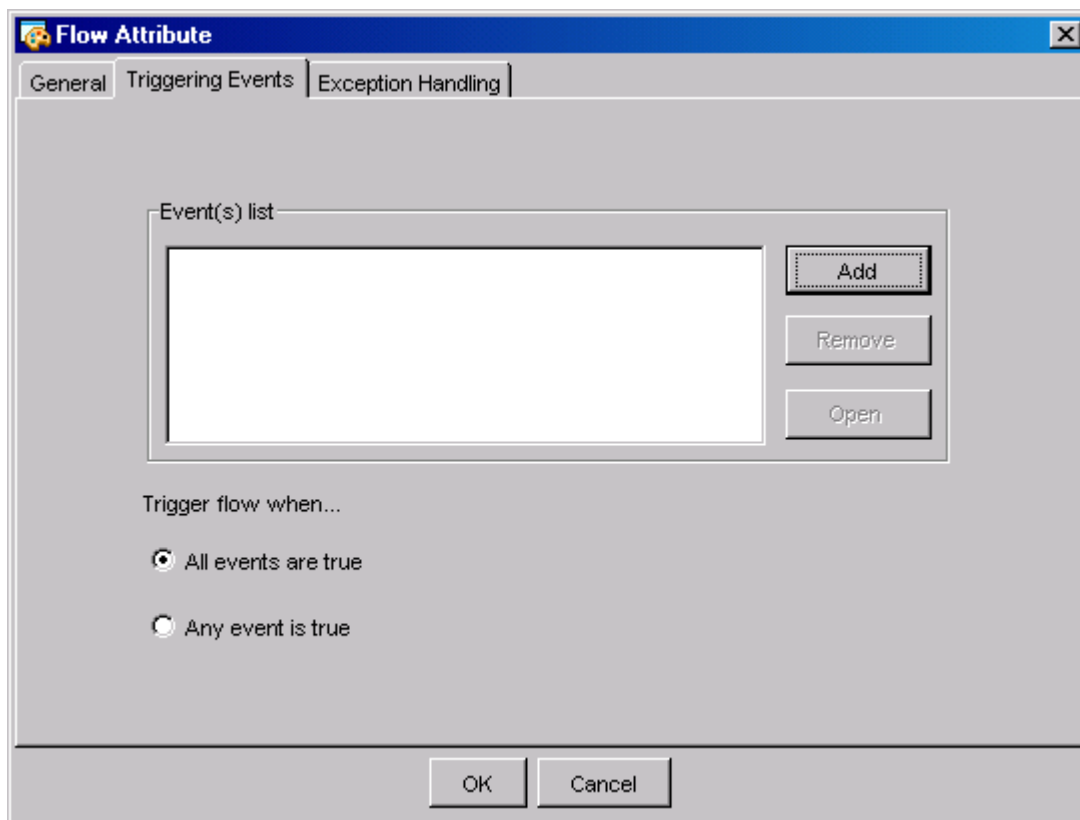 Flow Attribute
General
Triggering Events
Exception Handling
Event(s) list
Add
Remove
Open
Trigger flow when...
All events are true
Any event is true
OK
Cancel